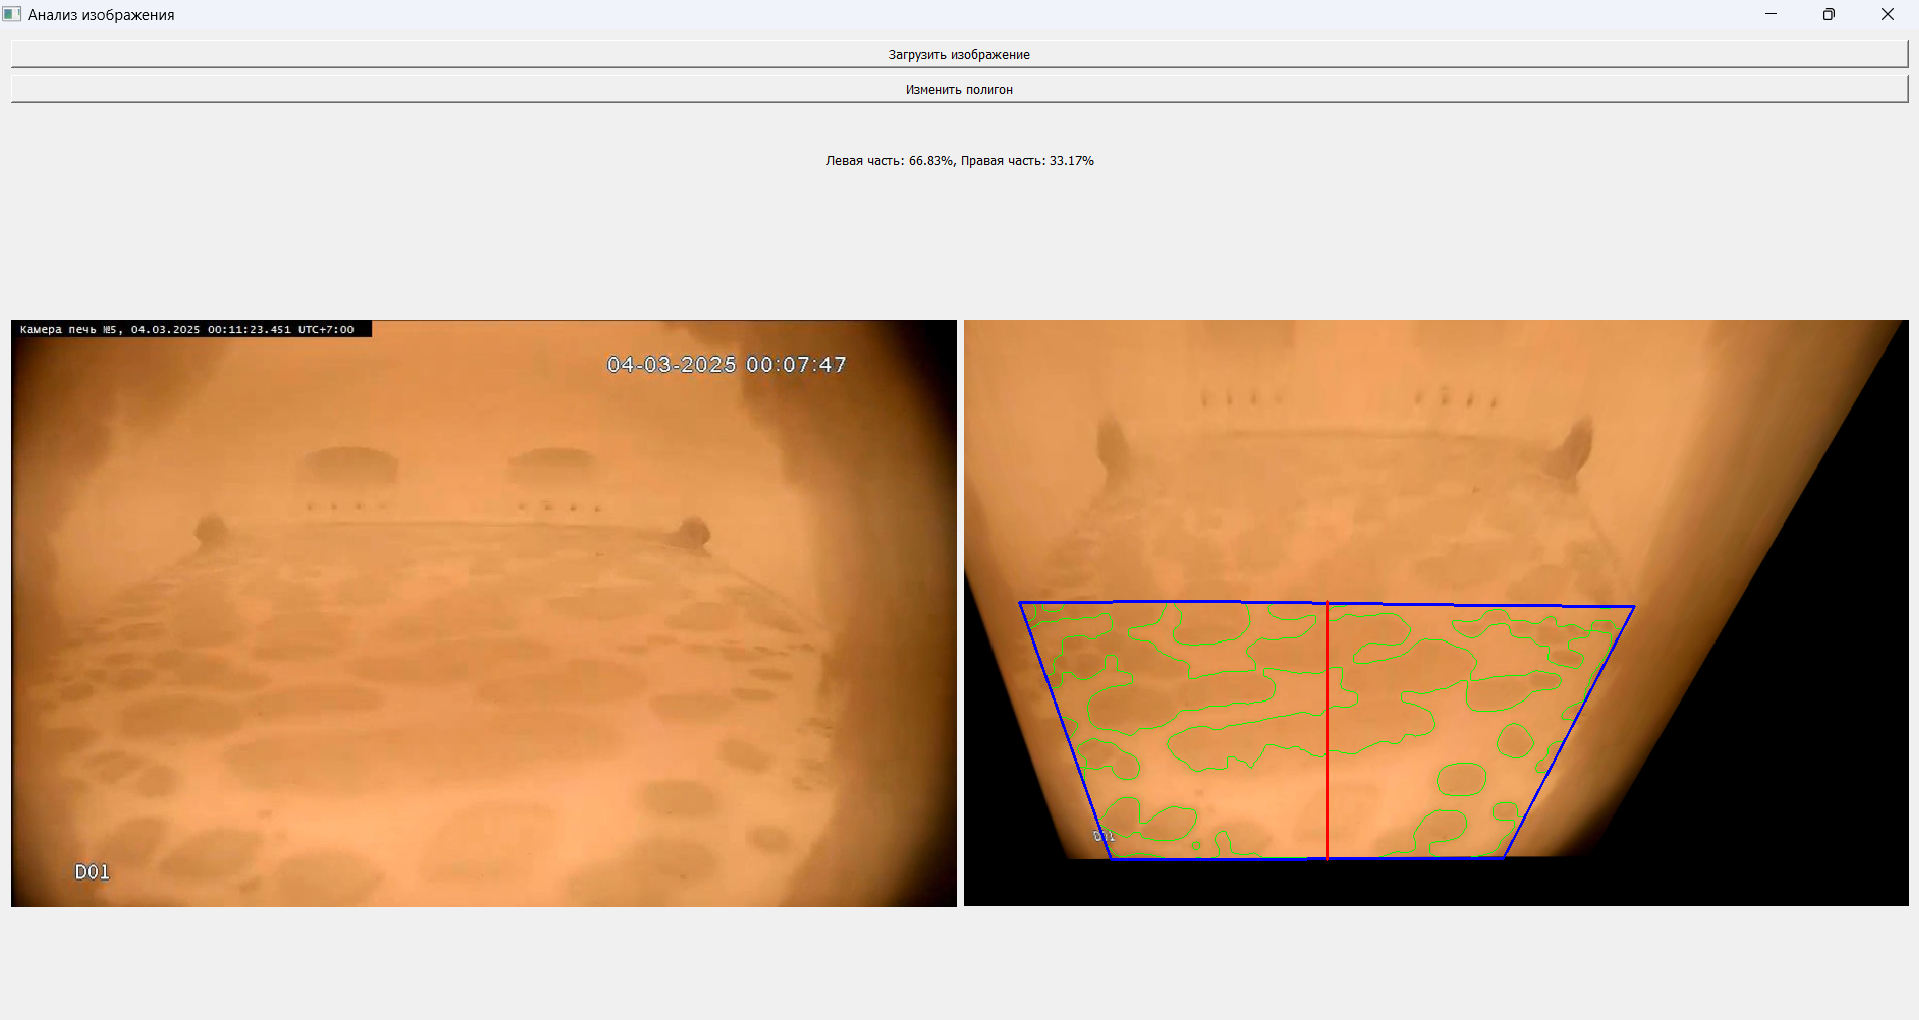 Анализ изображения
Загрузить изображение
Изменить полигон
Левая часть: 66.83%, Правая часть: 33.17%
Камера печь №5, 04.03.2025 00:11:23.451 UTC+7:00
04-03-2025 00:07:47
D01
D01